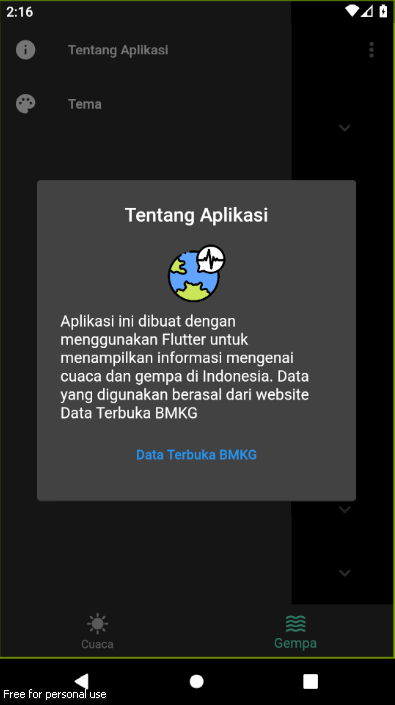 2:16
Tentang Aplikasi
Tema
Tentang Aplikasi
Aplikasi ini dibuat dengan
menggunakan Flutter untuk
menampilkan informasi mengenai
cuaca dan gempa di Indonesia. Data
yang digunakan berasal dari website
Data Terbuka BMKG
Data Terbuka BMKG
Cuaca
Gempa
Free for personal use